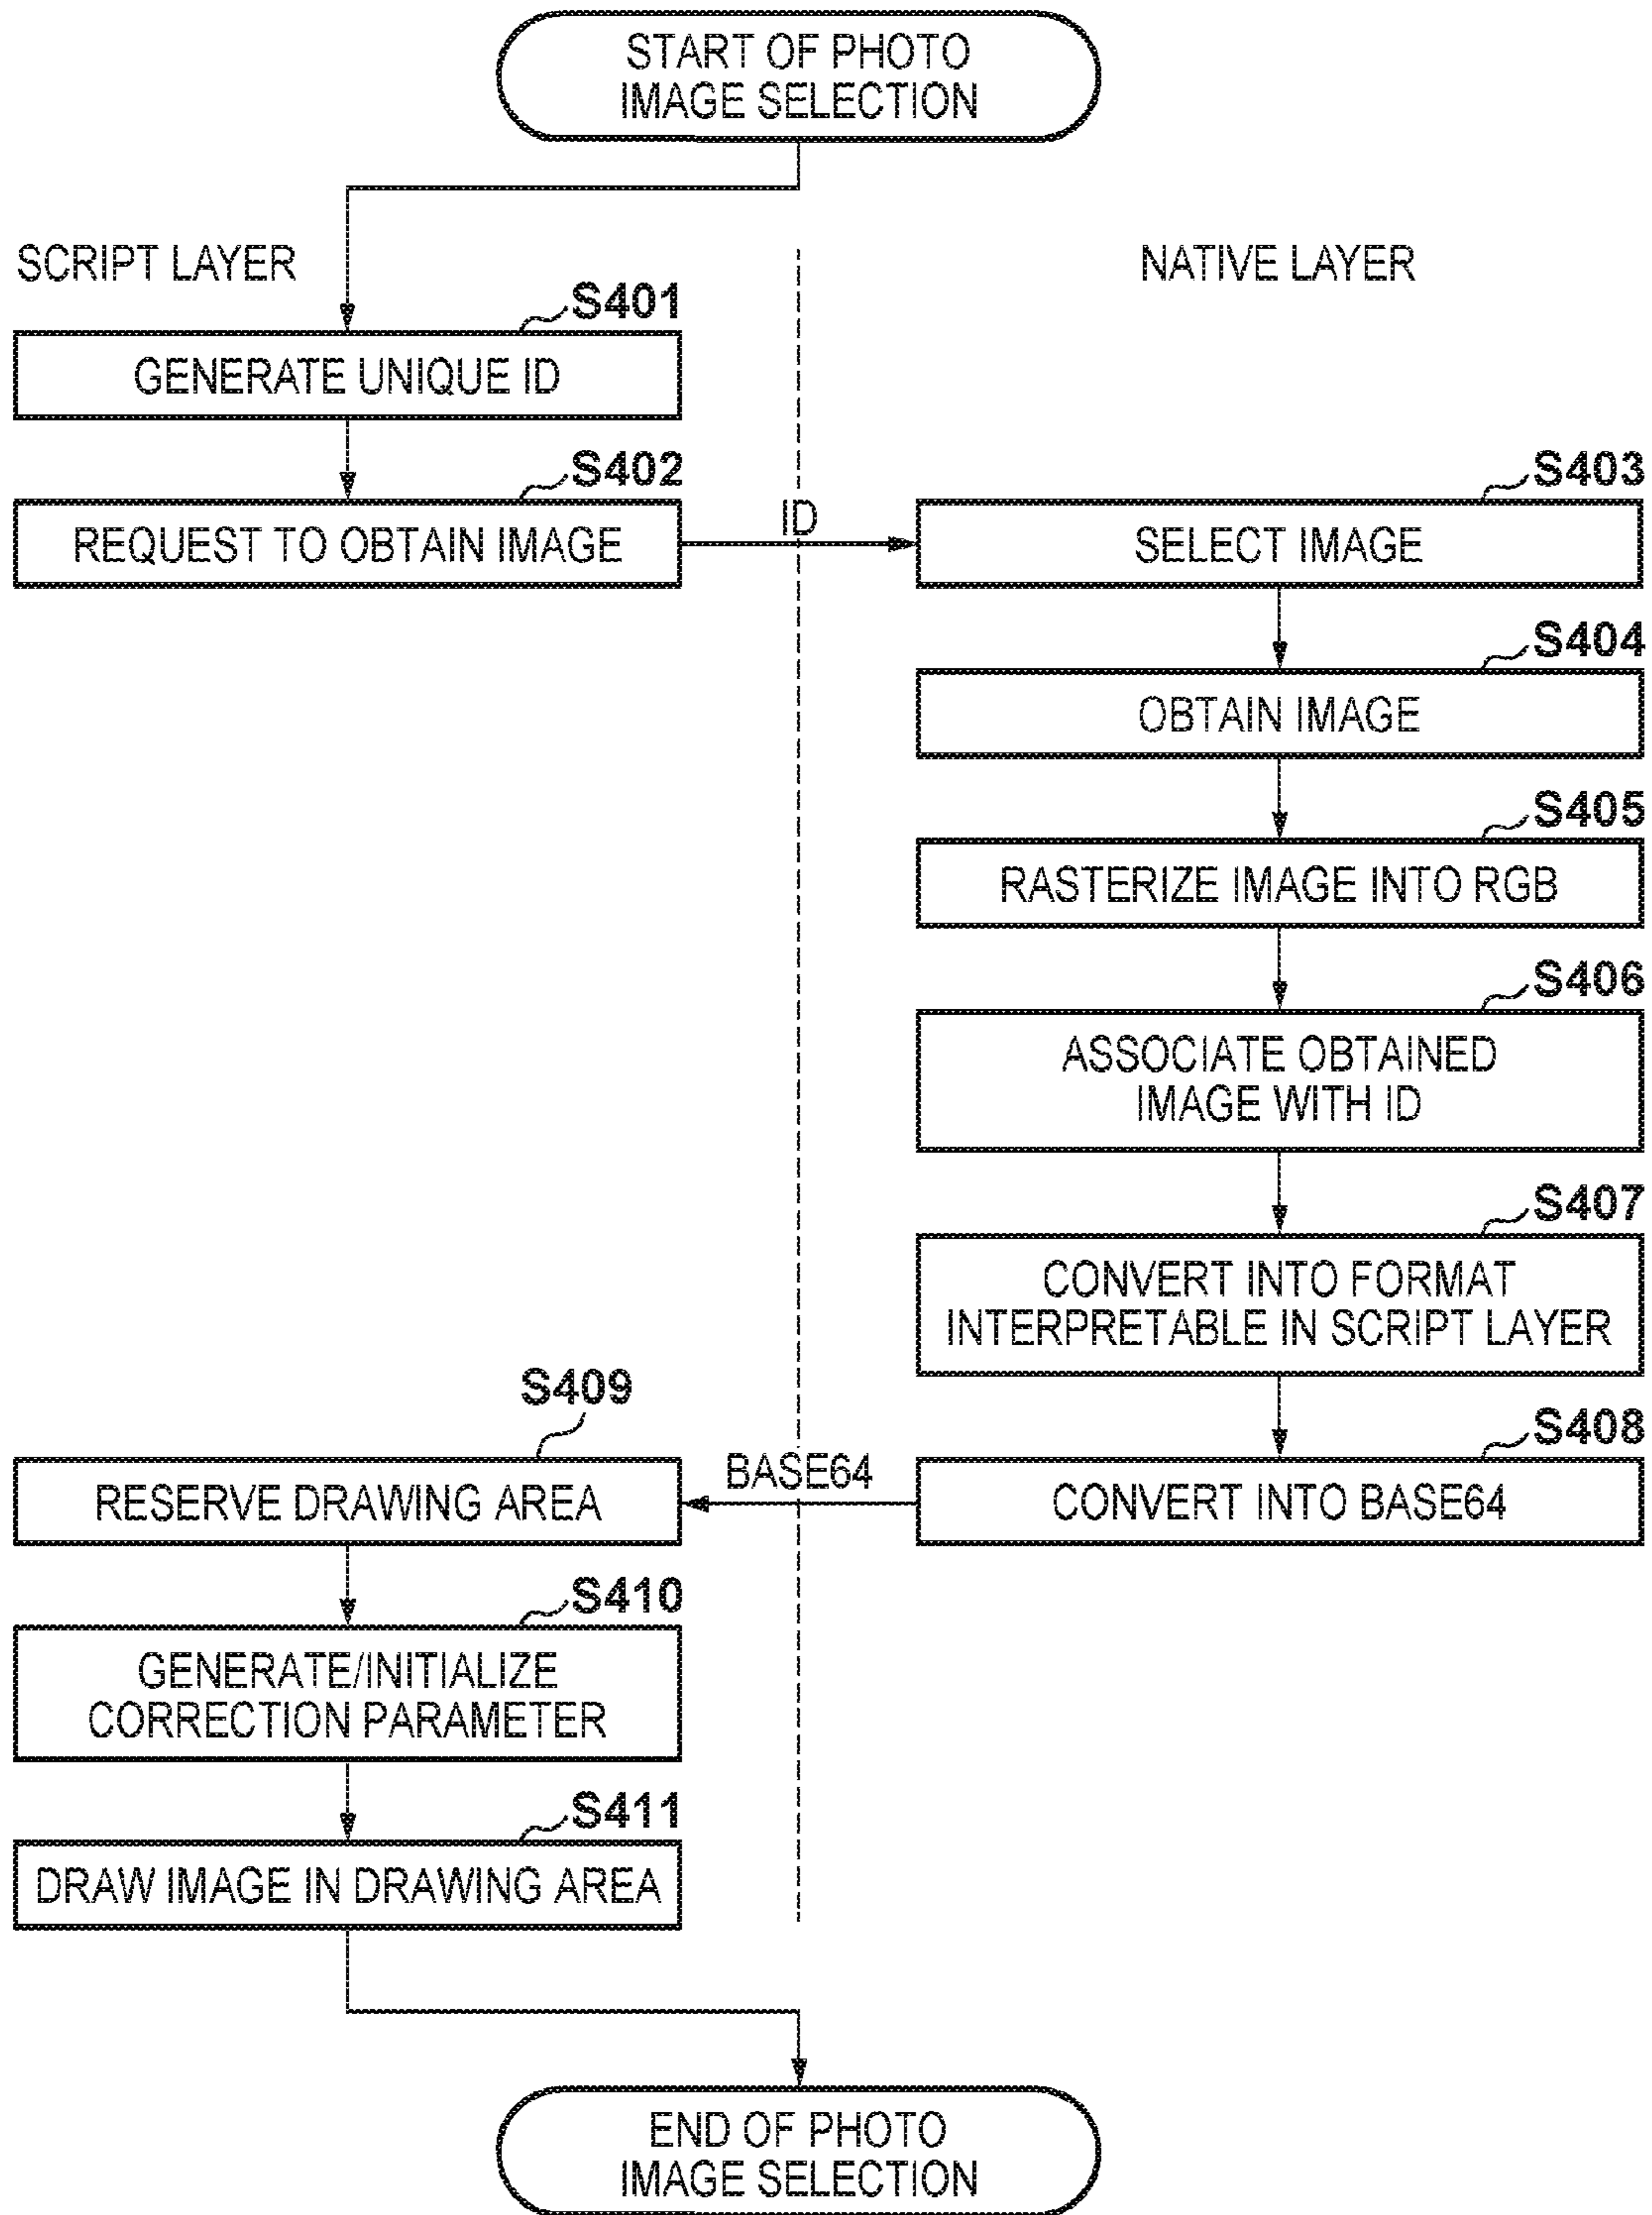 START OF PHOTO
IMAGE SELECTION
SCRIPT LAYER
NATIVE LAYER
S401
GENERATE UNIQUE ID
S402
REQUEST TO OBTAIN IMAGE
ID
S403
SELECT IMAGE
S404
OBTAIN IMAGE
S405
RASTERIZE IMAGE INTO RGB
S406
ASSOCIATE OBTAINED
IMAGE WITH ID
S407
CONVERT INTO FORMAT
INTERPRETABLE IN SCRIPT LAYER
S408
CONVERT INTO BASE64
BASE64
S409
RESERVE DRAWING AREA
S410
GENERATE/INITIALIZE
CORRECTION PARAMETER
S411
DRAW IMAGE IN DRAWING AREA
END OF PHOTO
IMAGE SELECTION